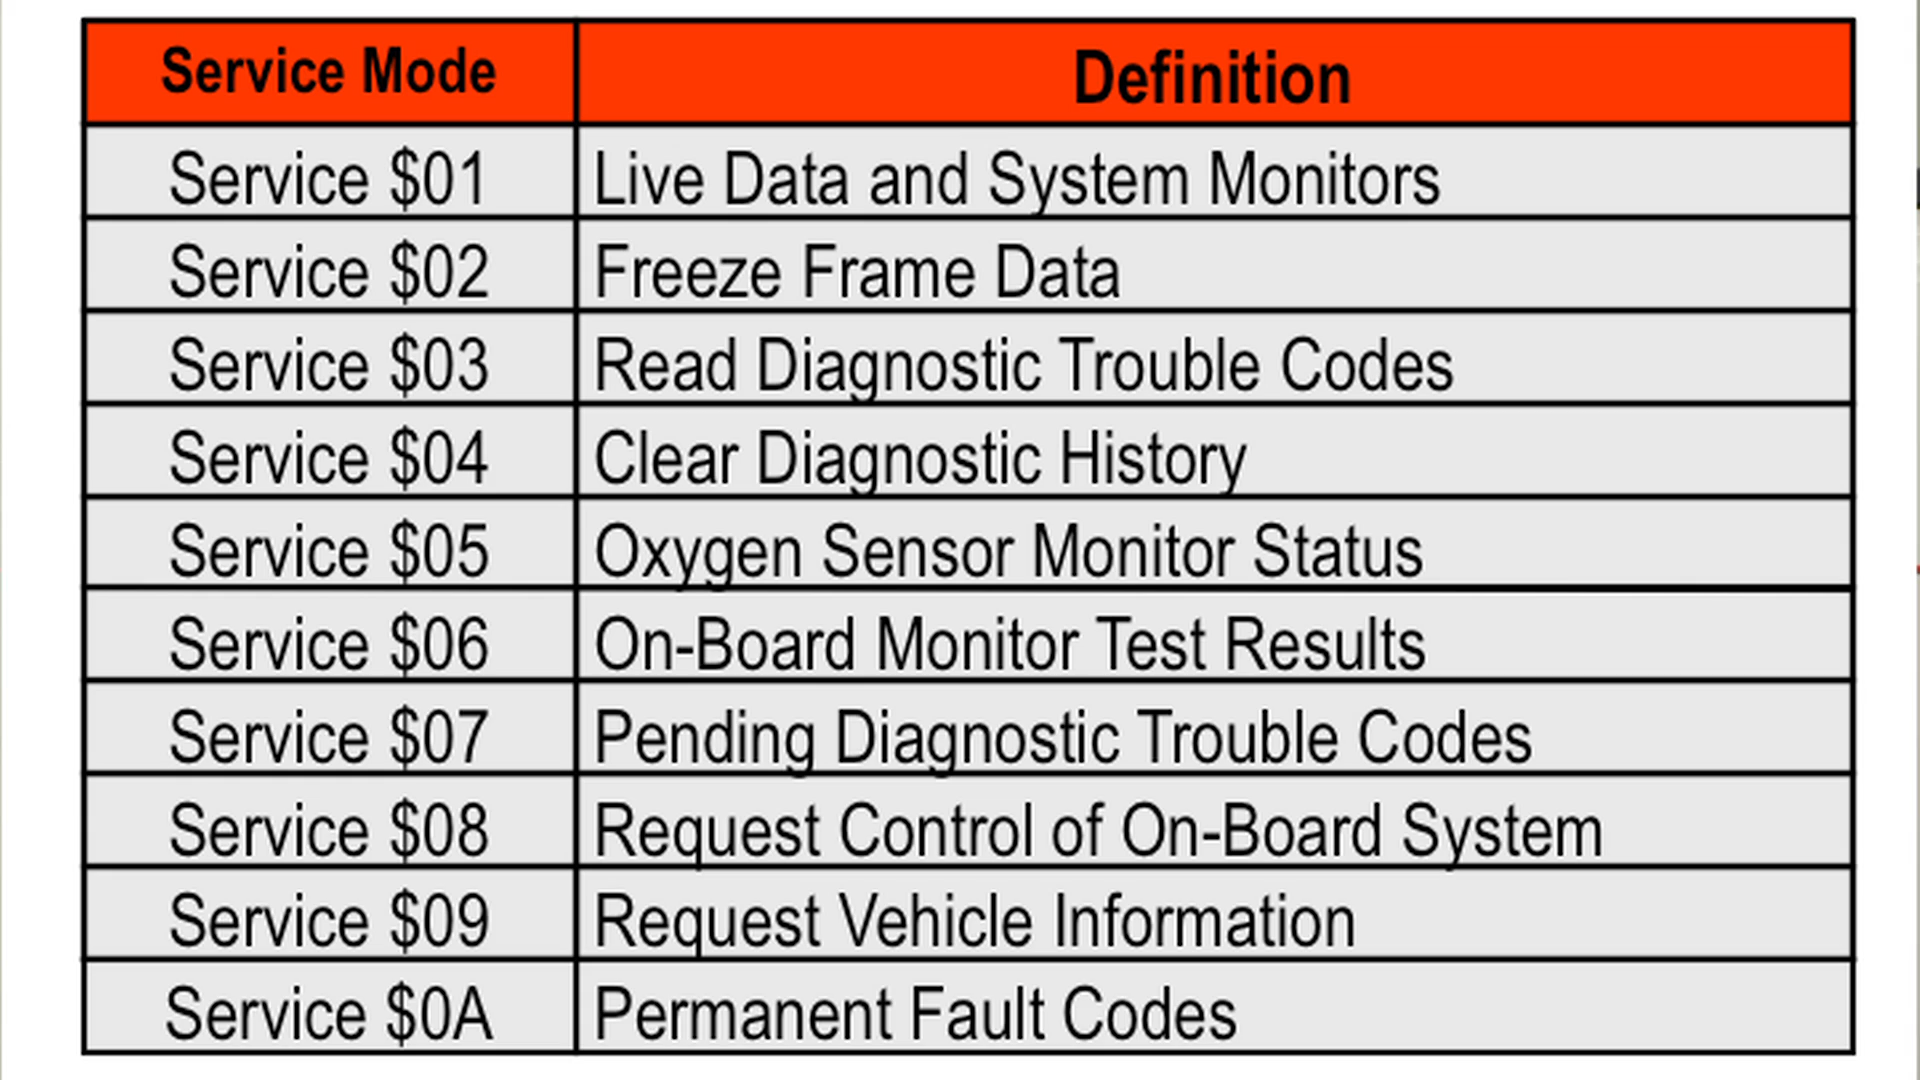 Service Mode Definition
Service $01 Live Data and System Monitors
Service $02 Freeze Frame Data
Service $03 Read Diagnostic Trouble Codes
Service $04 Clear Diagnostic History
Service $05 Oxygen Sensor Monitor Status
Service $06 On-Board Monitor Test Results
Service $07 Pending Diagnostic Trouble Codes
Service $08 Request Control of On-Board System
Service $09 Request Vehicle Information
Service $0A Permanent Fault Codes